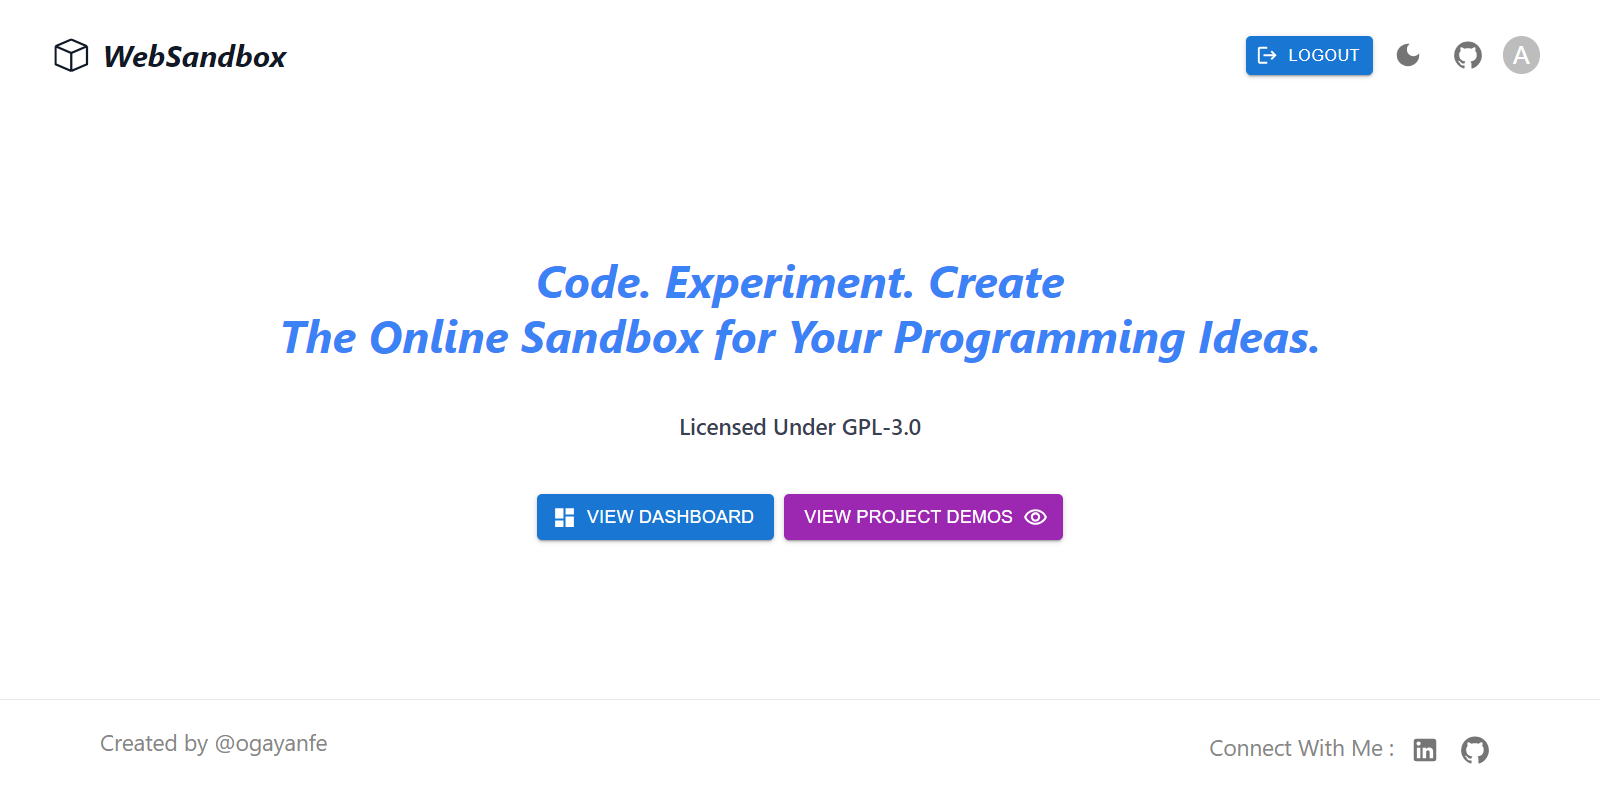 WebSandbox
LOGOUT
A
Code. Experiment. Create
The Online Sandbox for Your Programming Ideas.
Licensed Under GPL-3.0
VIEW DASHBOARD
VIEW PROJECT DEMOS
Created by @ogayanfe
Connect With Me :
in